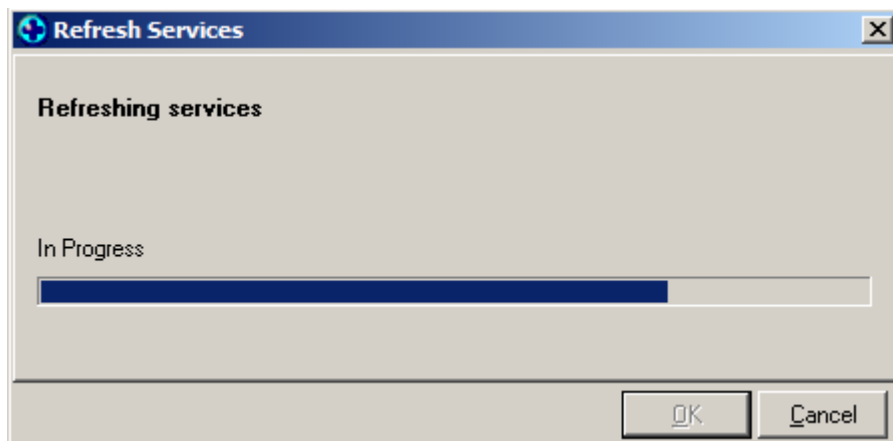 Refresh Services
Refreshing services
In Progress
OK
Cancel